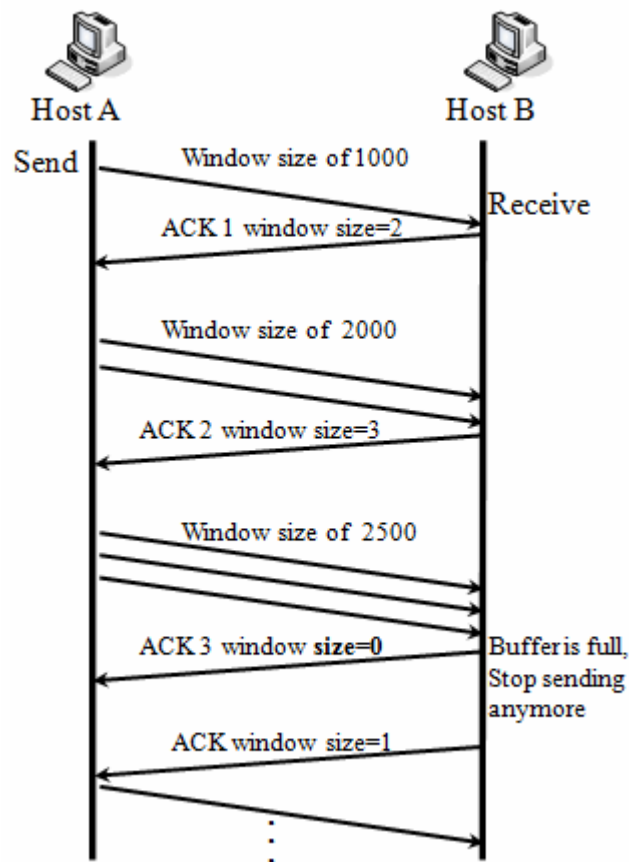 Host A
Host B
Send
Window size of 1000
Receive
ACK 1 window size=2
Window size of 2000
ACK 2 window size=3
Window size of 2500
ACK 3 window size=0
Buffer is full,
Stop sending
anymore
ACK window size=1